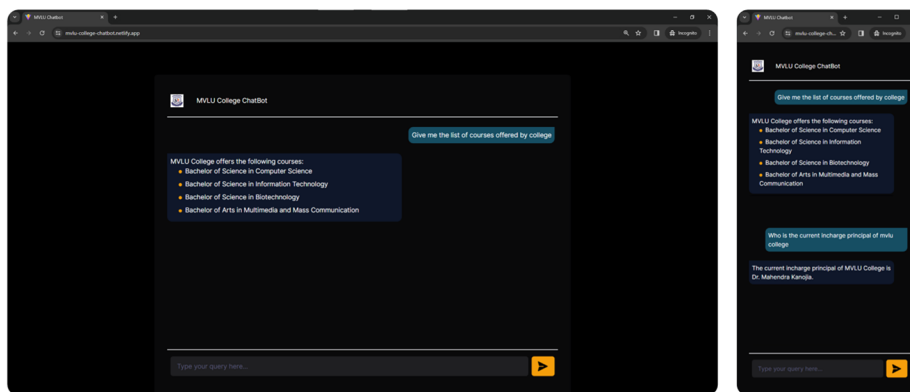 MVLU Chatbot
mvlu-college-chatbot.netlify.app
Incognito
MVLU College ChatBot
Give me the list of courses offered by college
MVLU College offers the following courses:
Bachelor of Science in Computer Science
Bachelor of Science in Information Technology
Bachelor of Science in Biotechnology
Bachelor of Arts in Multimedia and Mass Communication
Type your query here...
MVLU Chatbot
mvlu-college-ch...
Incognito
MVLU College ChatBot
Give me the list of courses offered by college
MVLU College offers the following courses:
Bachelor of Science in Computer Science
Bachelor of Science in Information
Technology
Bachelor of Science in Biotechnology
Bachelor of Arts in Multimedia and Mass
Communication
Who is the current incharge principal of mvlu
college
The current incharge principal of MVLU College is
Dr. Mahendra Kanojia.
Type your query here...